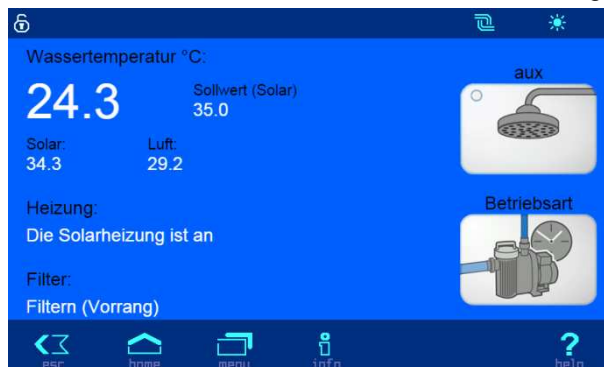 Wassertemperatur °C:
aux
24.3
Sollwert (Solar)
35.0
Solar: Luft:
34.3 29.2
Heizung:
Die Solarheizung ist an
Betriebsart
Filter:
Filtern (Vorrang)
esc home menu info help